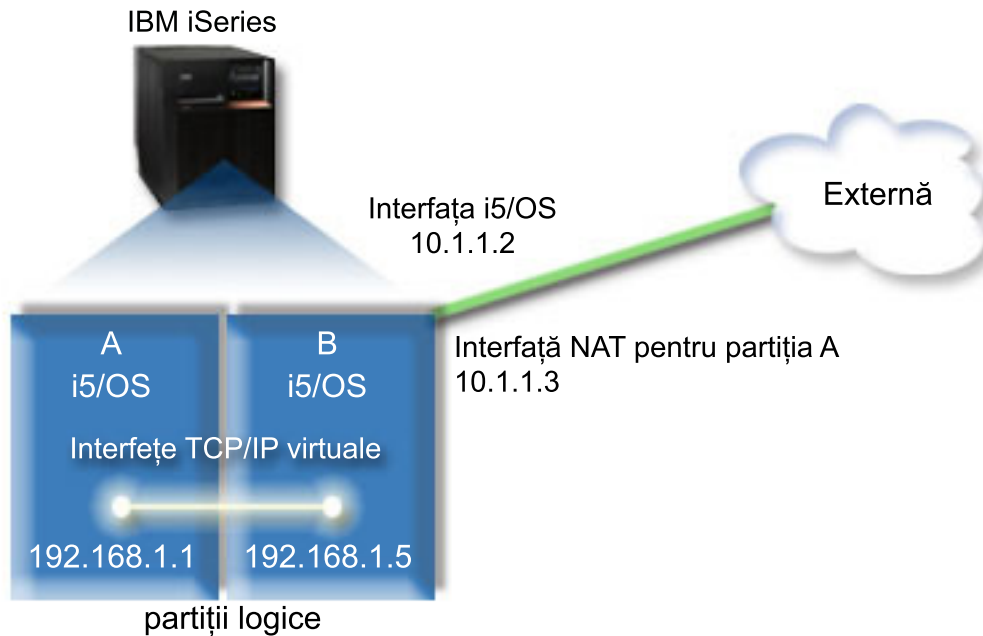 IBM iSeries
Interfața i5/OS
10.1.1.2
Externă
A
i5/OS
B
i5/OS
Interfață NAT pentru partiția A
10.1.1.3
Interfețe TCP/IP virtuale
192.168.1.1
192.168.1.5
partiții logice